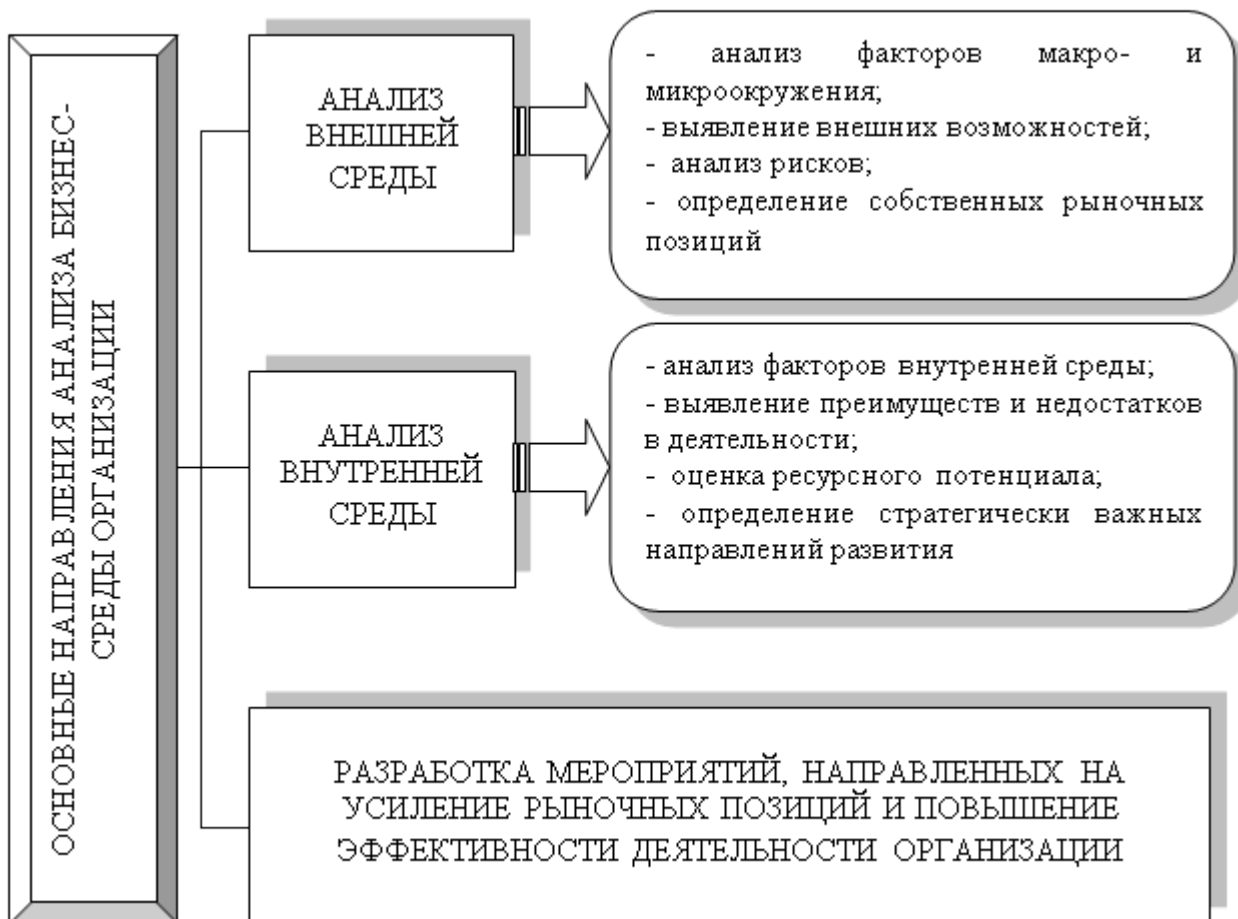 ОСНОВНЫЕ НАПРАВЛЕНИЯ АНАЛИЗА БИЗНЕС-
СРЕДЫ ОРГАНИЗАЦИИ
АНАЛИЗ
ВНЕШНЕЙ
СРЕДЫ
- анализ факторов макро- и
микроокружения;
- выявление внешних возможностей;
- анализ рисков;
- определение собственных рыночных
позиций
АНАЛИЗ
ВНУТРЕННЕЙ
СРЕДЫ
- анализ факторов внутренней среды;
- выявление преимуществ и недостатков
в деятельности;
- оценка ресурсного потенциала;
- определение стратегически важных
направлений развития
РАЗРАБОТКА МЕРОПРИЯТИЙ, НАПРАВЛЕННЫХ НА
УСИЛЕНИЕ РЫНОЧНЫХ ПОЗИЦИЙ И ПОВЫШЕНИЕ
ЭФФЕКТИВНОСТИ ДЕЯТЕЛЬНОСТИ ОРГАНИЗАЦИИ